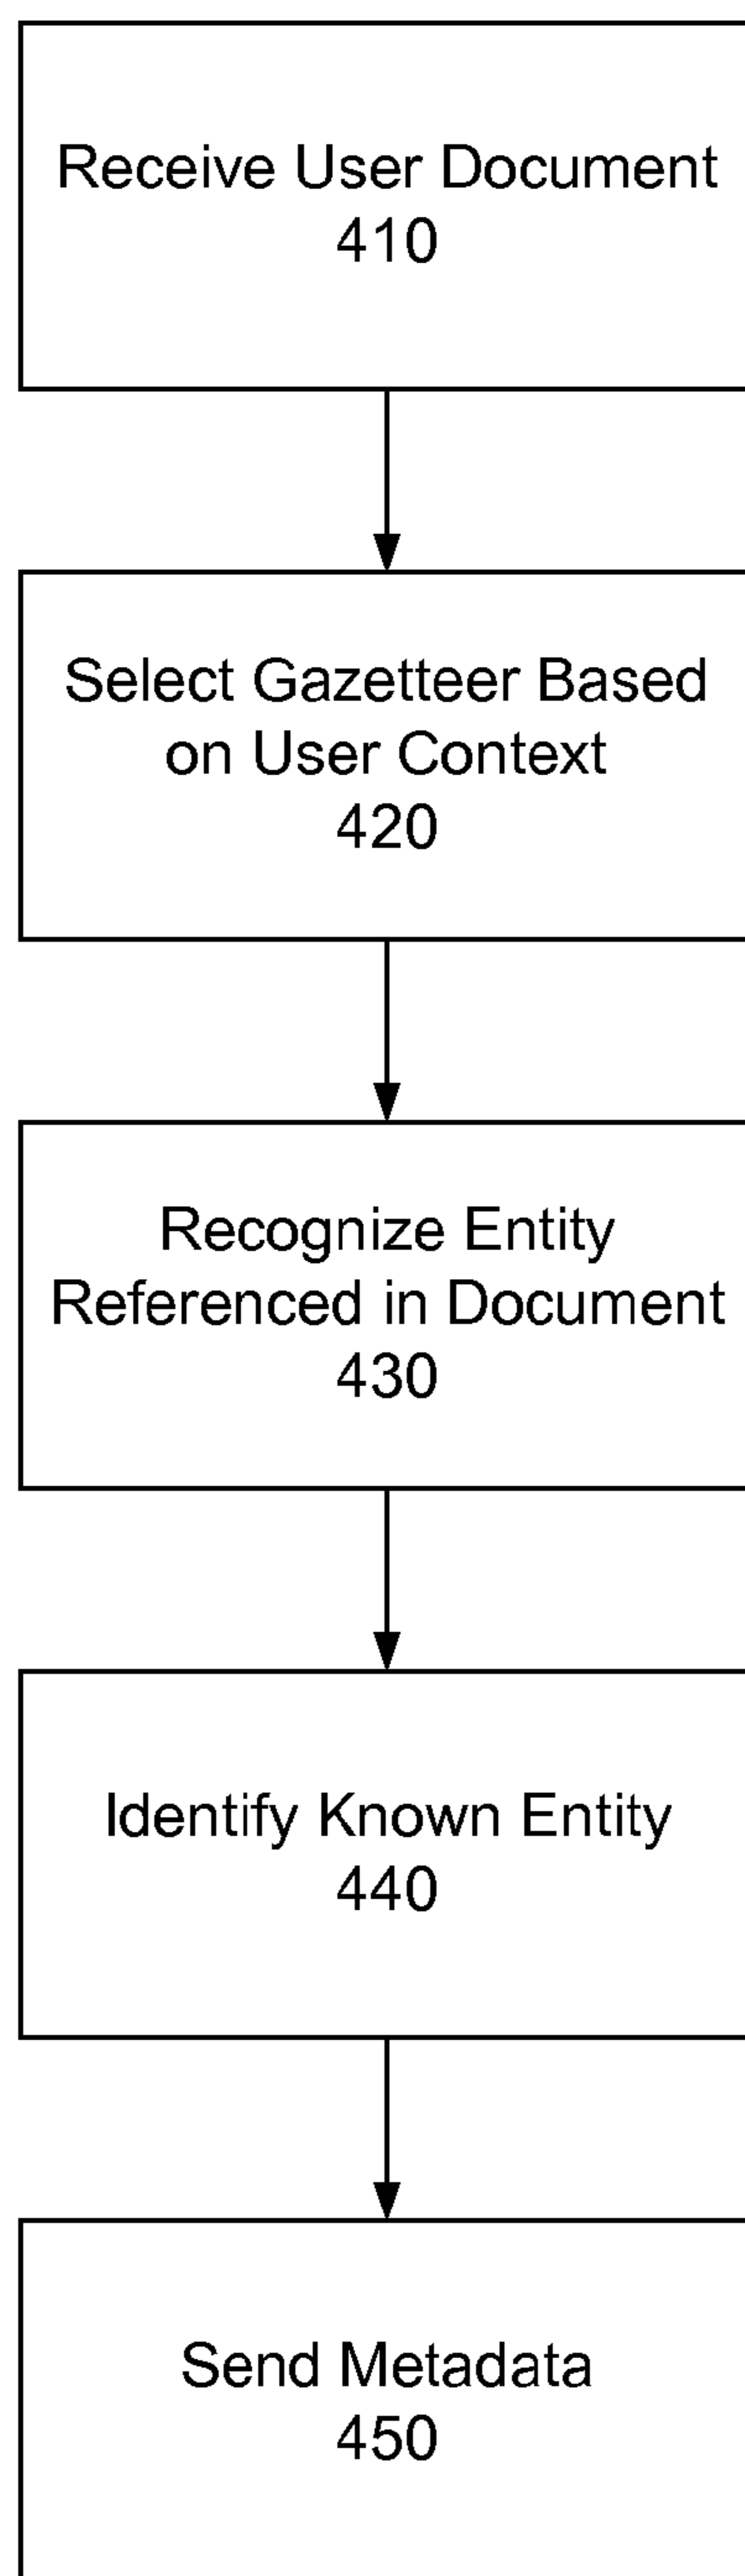 Receive User Document
410
Select Gazetteer Based
on User Context
420
Recognize Entity
Referenced in Document
430
Identify Known Entity
440
Send Metadata
450